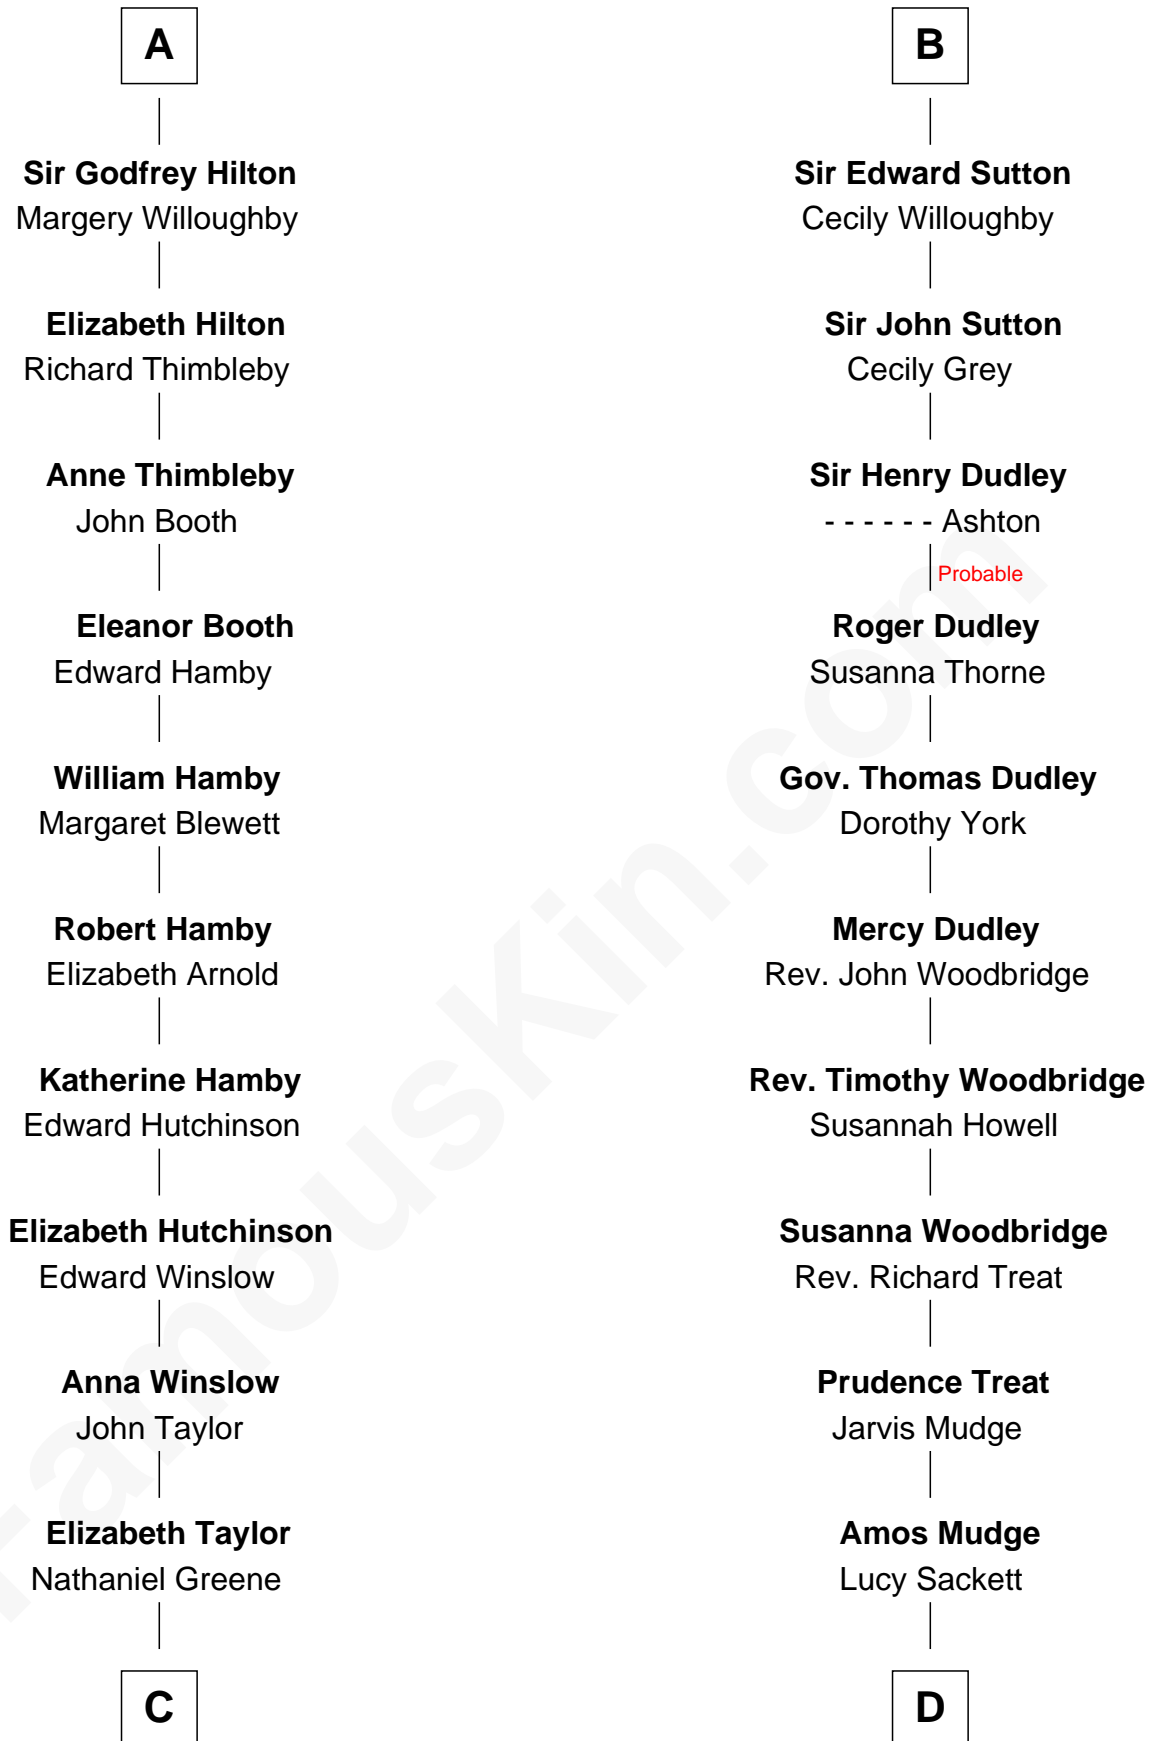 A
Sir Godfrey Hilton
Margery Willoughby
Elizabeth Hilton
Richard Thimbleby
Anne Thimbleby
John Booth
Eleanor Booth
Edward Hamby
William Hamby
Margaret Blewett
Robert Hamby
Elizabeth Arnold
Katherine Hamby
Edward Hutchinson
Elizabeth Hutchinson
Edward Winslow
Anna Winslow
John Taylor
Elizabeth Taylor
Nathaniel Greene
C
B
Sir Edward Sutton
Cecily Willoughby
Sir John Sutton
Cecily Grey
Sir Henry Dudley
- - - - - - Ashton
Probable
Roger Dudley
Susanna Thorne
Gov. Thomas Dudley
Dorothy York
Mercy Dudley
Rev. John Woodbridge
Rev. Timothy Woodbridge
Susannah Howell
Susanna Woodbridge
Rev. Richard Treat
Prudence Treat
Jarvis Mudge
Amos Mudge
Lucy Sackett
D
FamousKin.com